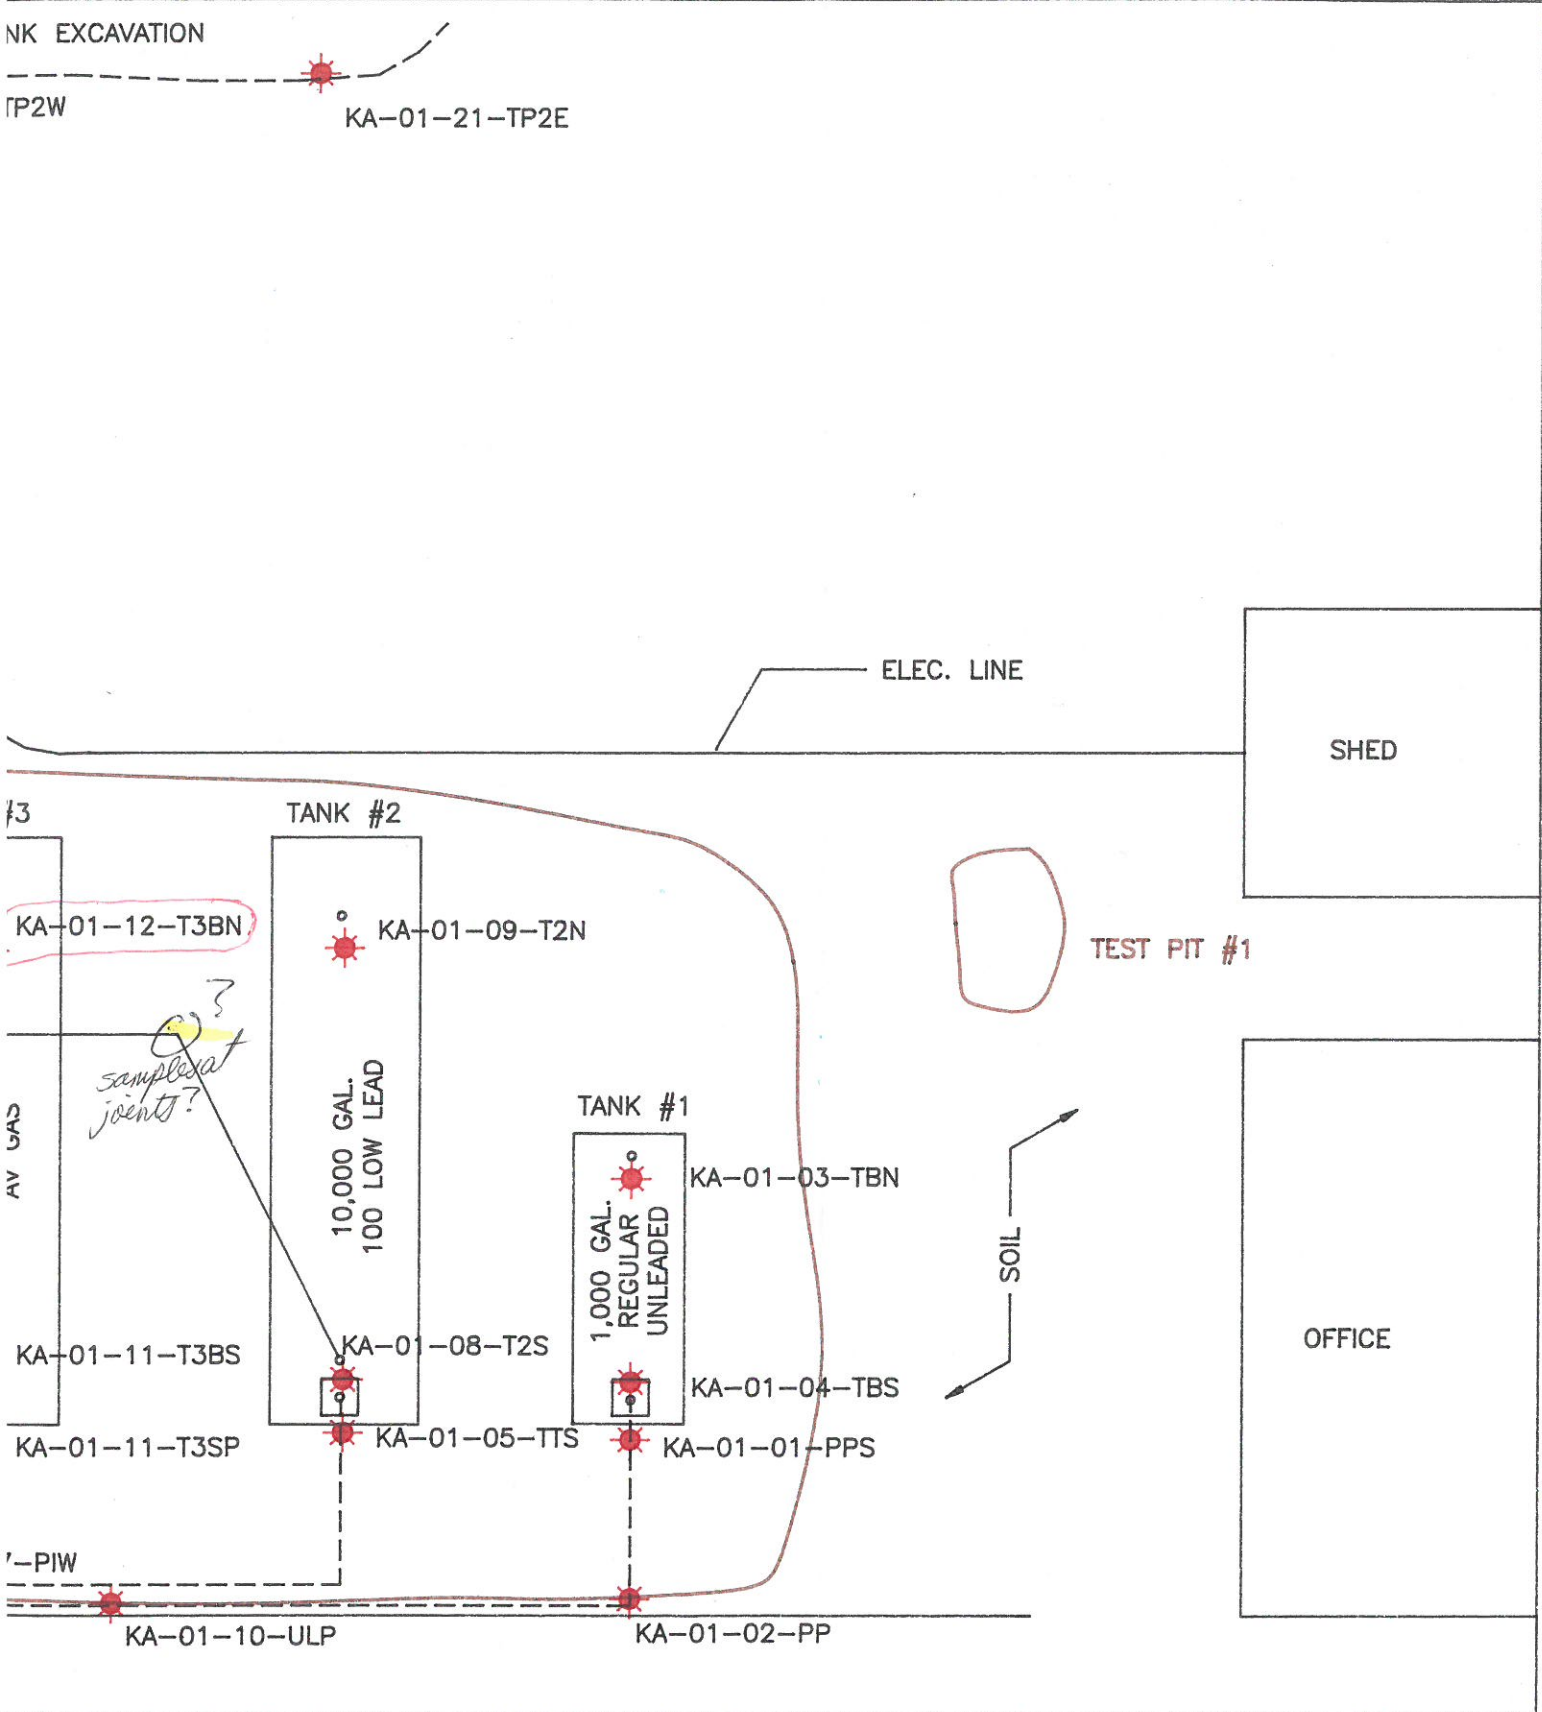 NK EXCAVATION
TP2W
KA-01-21-TP2E
ELEC. LINE
SHED
#3
TANK #2
KA-01-12-T3BN
KA-01-09-T2N
TEST PIT #1
?
samples at
joints?
AV GAS
10,000 GAL.
100 LOW LEAD
TANK #1
KA-01-03-TBN
1,000 GAL.
REGULAR
UNLEADED
SOIL
OFFICE
KA-01-11-T3BS
KA-01-08-T2S
KA-01-04-TBS
KA-01-11-T3SP
KA-01-05-TTS
KA-01-01-PPS
7-PIW
KA-01-10-ULP
KA-01-02-PP